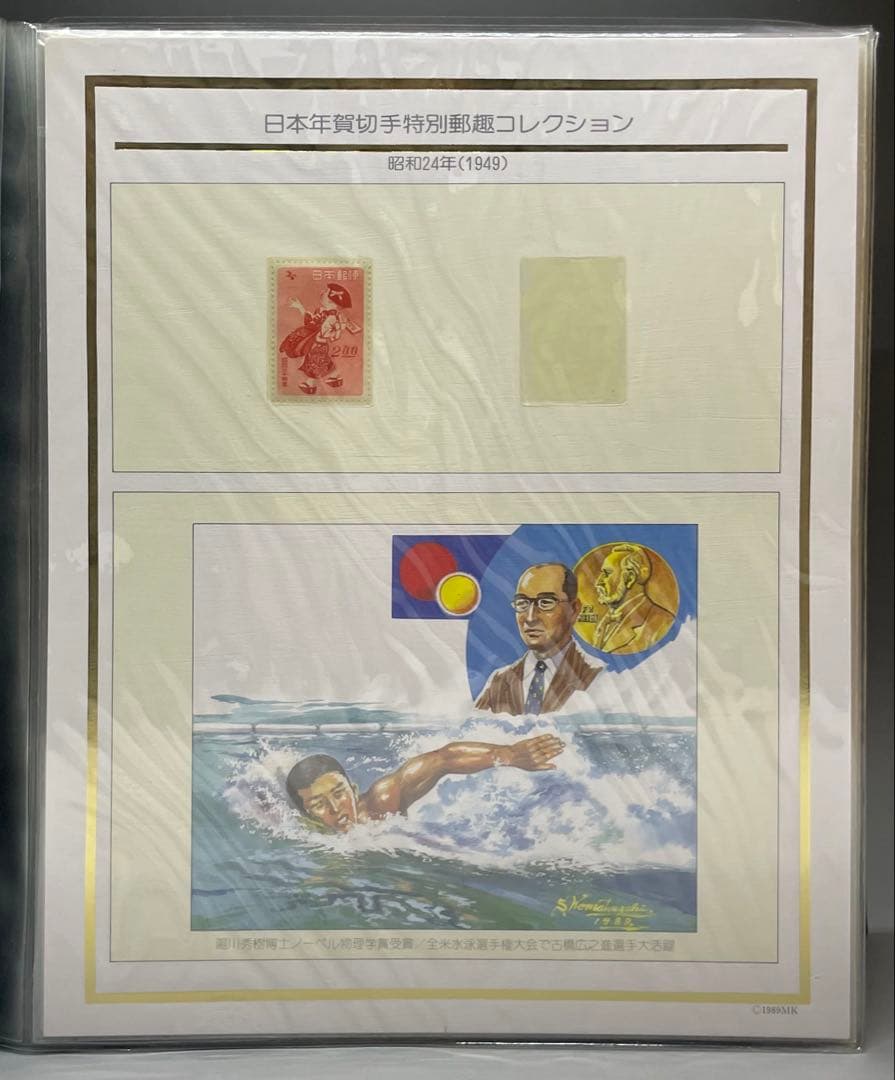 日本年賀切手特別郵趣コレクション
昭和24年(1949)
日本郵便
2.00
湯川秀樹博士ノーベル物理学賞受賞/全米水泳選手権大会で古橋広之進選手大活躍
1989
©1989MK